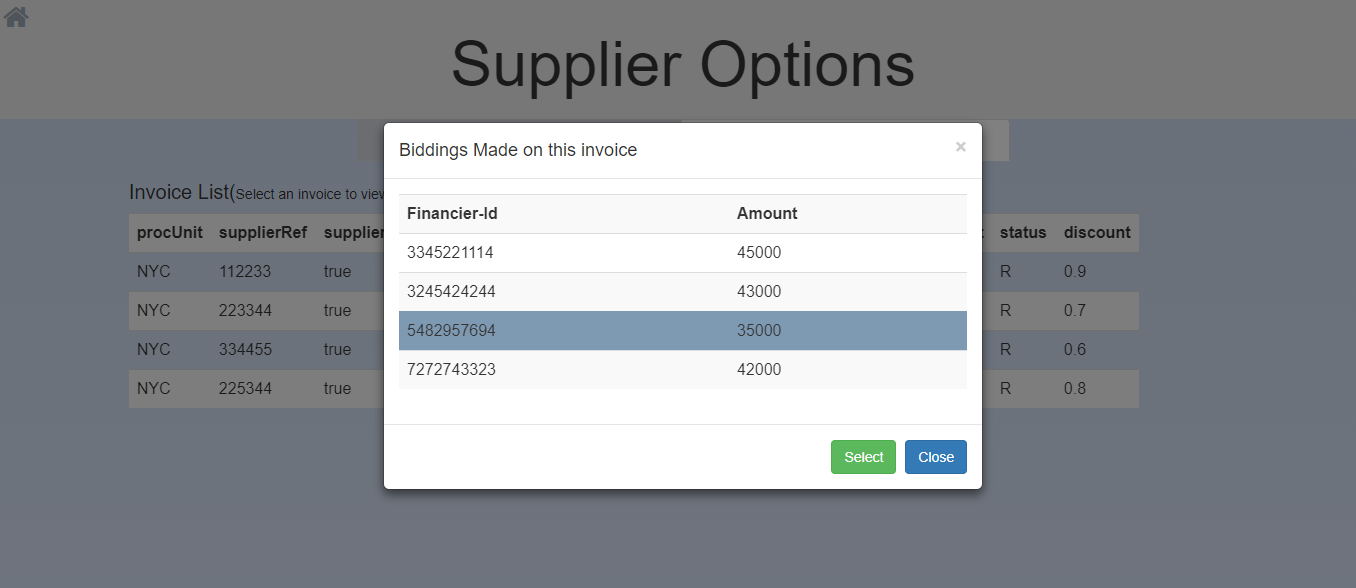 Supplier Options
Biddings Made on this invoice ×
Financier-Id Amount
3345221114 45000
3245424244 43000
5482957694 35000
7272743323 42000
Select Close
Invoice List(Select an invoice to view
procUnit supplierRef supplier status discount
NYC 112233 true R 0.9
NYC 223344 true R 0.7
NYC 334455 true R 0.6
NYC 225344 true R 0.8